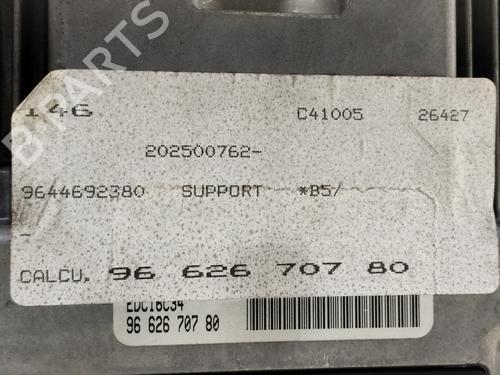 146 C41005 26427
202500762-
9644692380 SUPPORT *B5/
-
CALCU. 96 626 707 80
EDC16C34
96 626 707 80
B PARTS